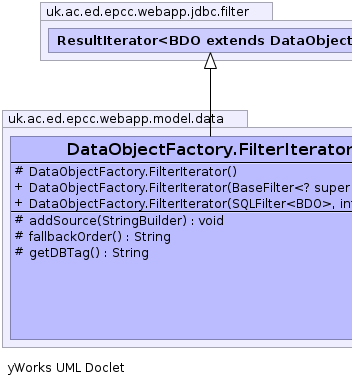 uk.ac.ed.epcc.webapp.jdbc.filter
ResultIterator<BDO extends DataObject
uk.ac.ed.epcc.webapp.model.data
DataObjectFactory.FilterIterator
# DataObjectFactory.FilterIterator()
+ DataObjectFactory.FilterIterator(BaseFilter<? super
+ DataObjectFactory.FilterIterator(SQLFilter<BDO>, int
# addSource(StringBuilder) : void
# fallbackOrder() : String
# getDBTag() : String
yWorks UML Doclet